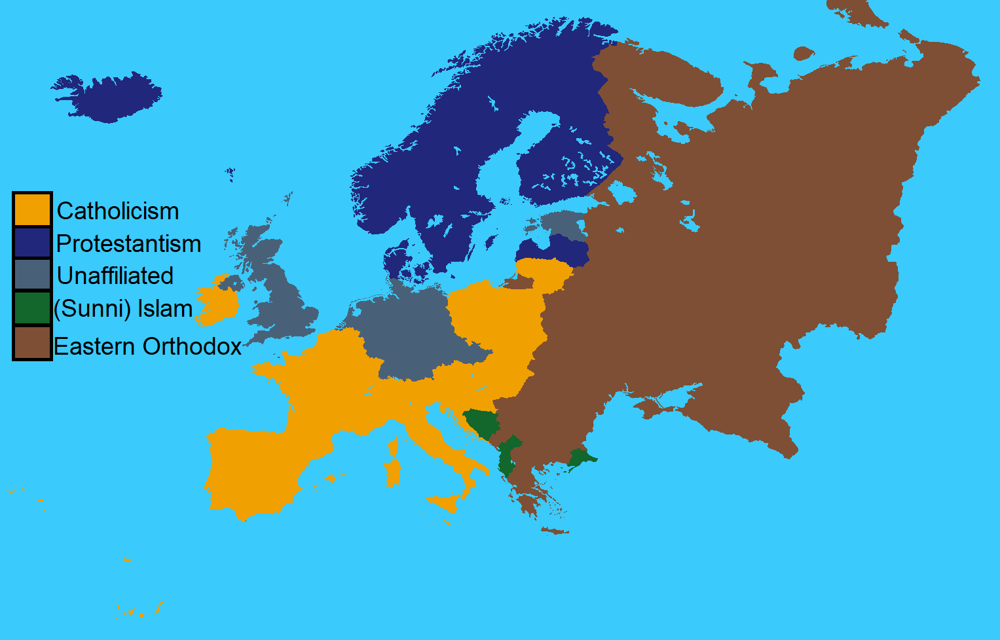 Catholicism
Protestantism
Unaffiliated
(Sunni) Islam
Eastern Orthodox